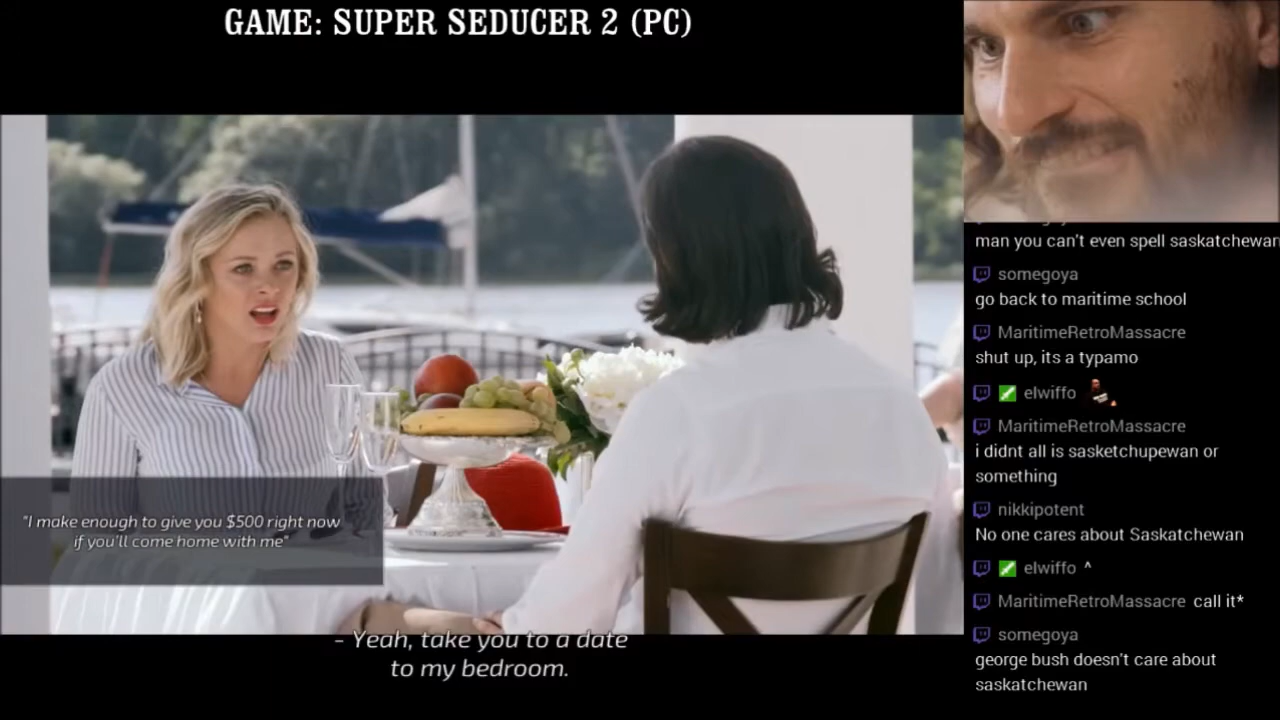 GAME: SUPER SEDUCER 2 (PC)
"I make enough to give you $500 right now
if you'll come home with me"
- Yeah, take you to a date
to my bedroom.
man you can't even spell saskatchewan
somegoya
go back to maritime school
MaritimeRetroMassacre
shut up, its a typamo
elwiffo
MaritimeRetroMassacre
i didnt all is sasketchupewan or
something
nikkipotent
No one cares about Saskatchewan
elwiffo ^
MaritimeRetroMassacre call it*
somegoya
george bush doesn't care about
saskatchewan